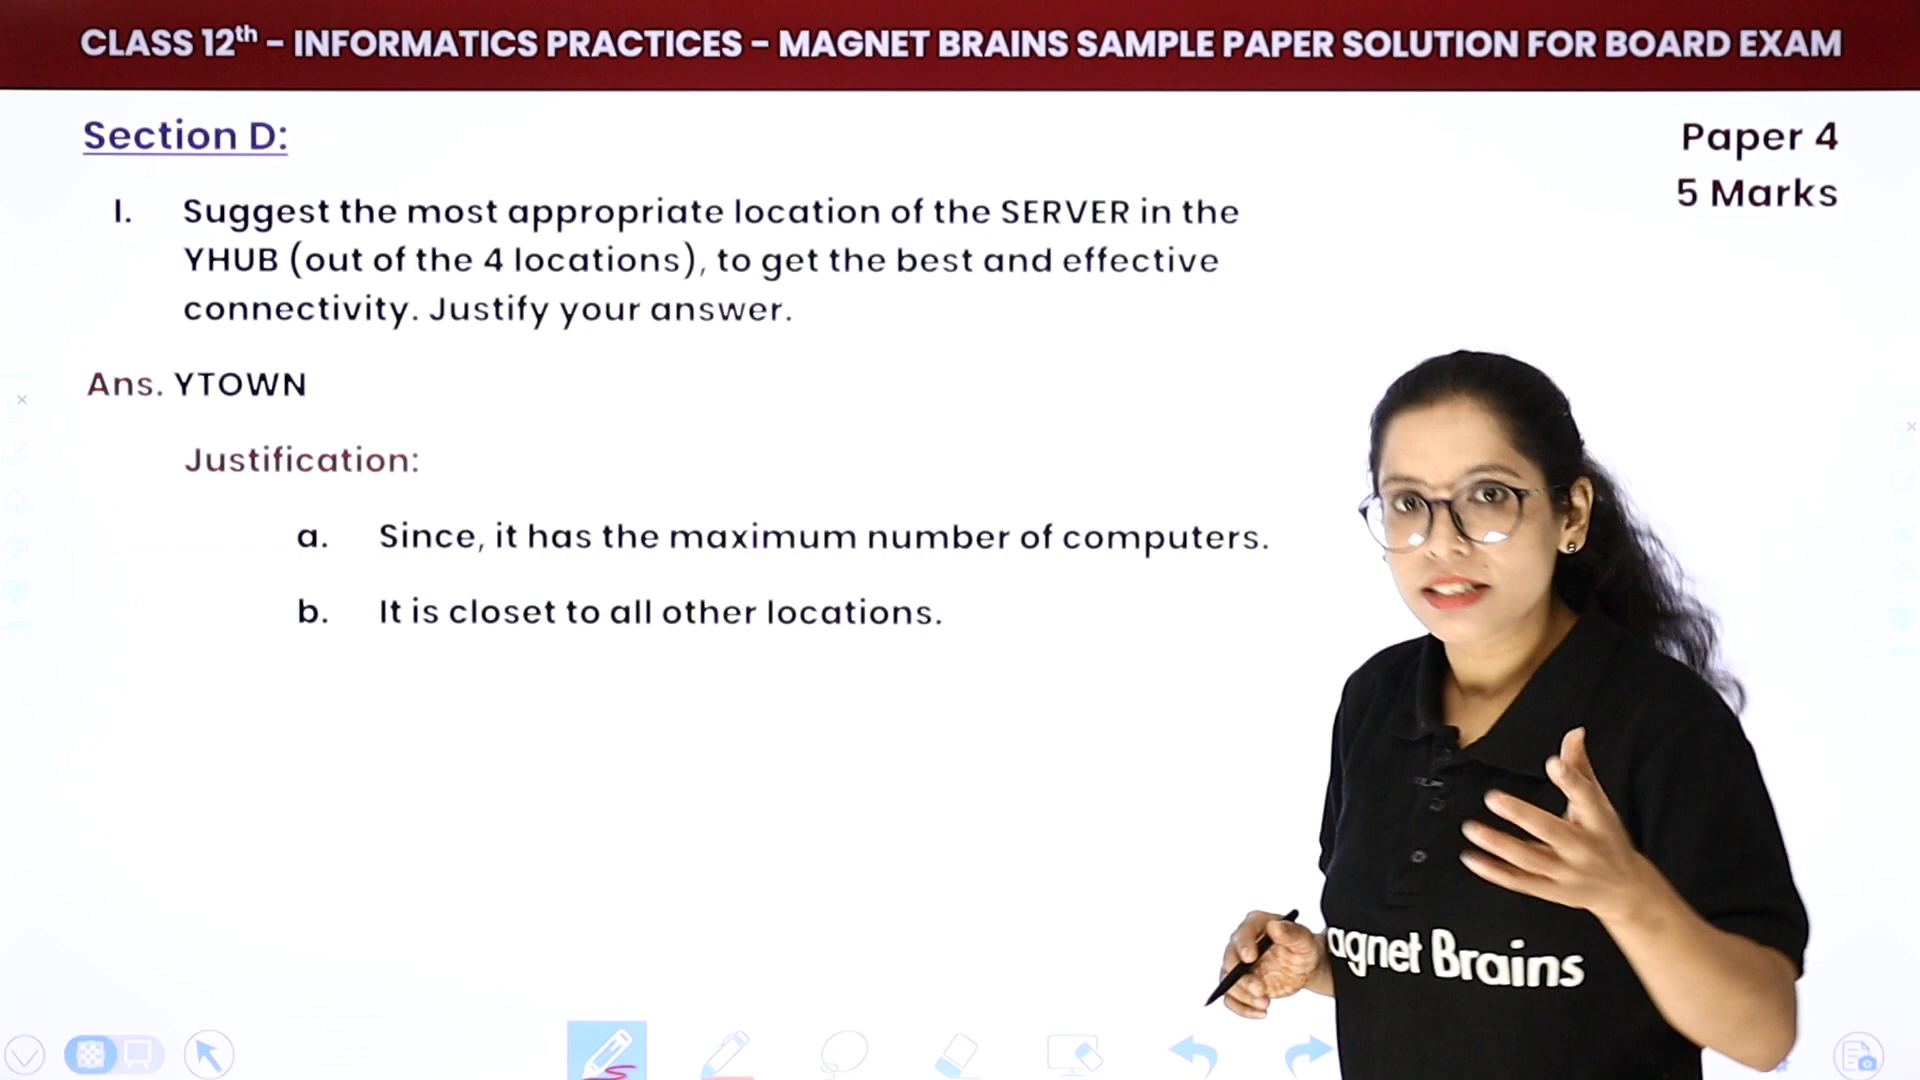 CLASS 12th – INFORMATICS PRACTICES – MAGNET BRAINS SAMPLE PAPER SOLUTION FOR BOARD EXAM
Section D:
Paper 4
5 Marks
I. Suggest the most appropriate location of the SERVER in the
YHUB (out of the 4 locations), to get the best and effective
connectivity. Justify your answer.
Ans. YTOWN
Justification:
a. Since, it has the maximum number of computers.
b. It is closet to all other locations.
agnet Brains